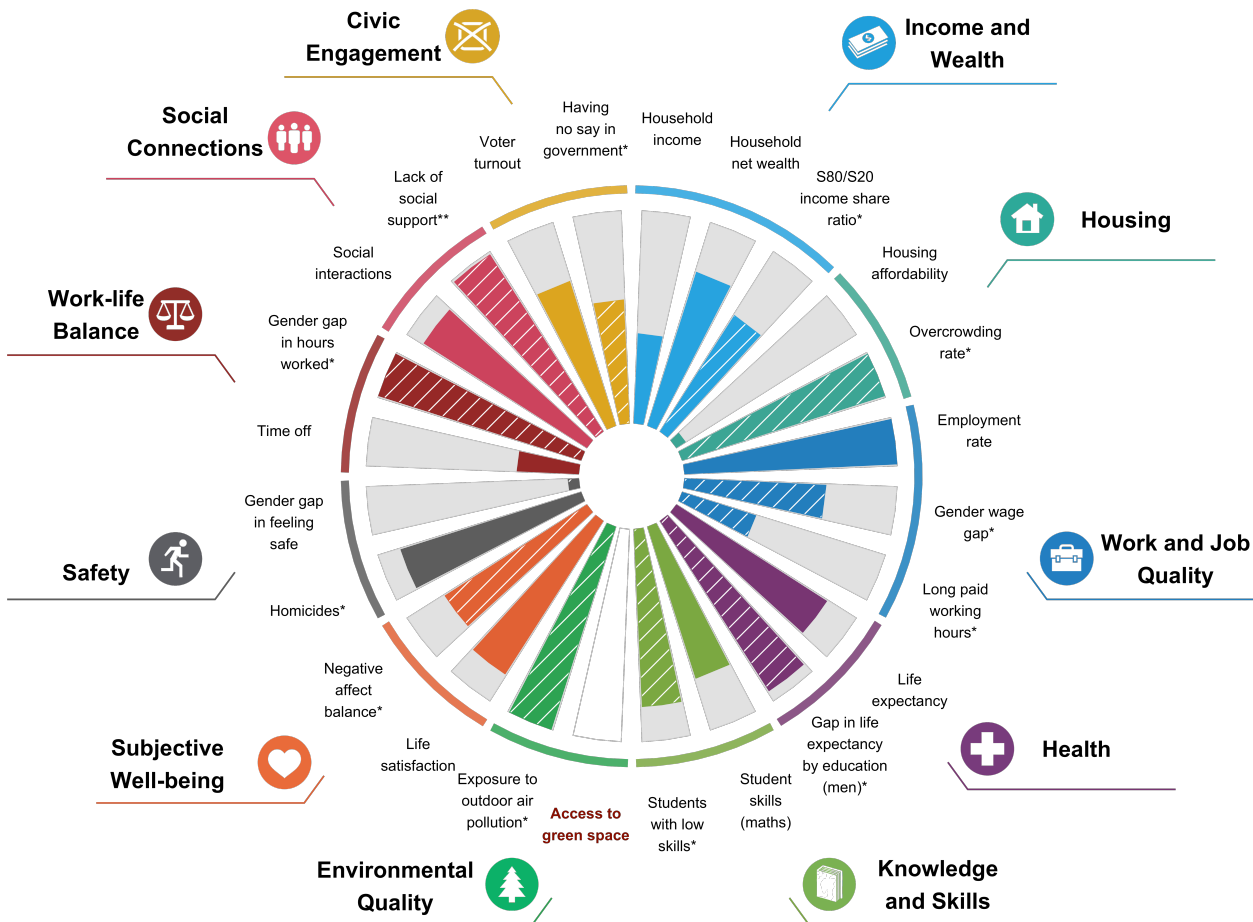 Civic
Engagement
Income and
Wealth
Social
Connections
Housing
Work-life
Balance
Work and Job
Quality
Safety
Health
Subjective
Well-being
Knowledge
and Skills
Environmental
Quality
Having
no say in
government*
Household
income
Voter
turnout
Household
net wealth
Lack of
social
support**
S80/S20
income share
ratio*
Social
interactions
Housing
affordability
Gender gap
in hours
worked*
Overcrowding
rate*
Time off
Employment
rate
Gender gap
in feeling
safe
Gender wage
gap*
Homicides*
Long paid
working
hours*
Negative
affect
balance*
Life
expectancy
Life
satisfaction
Gap in life
expectancy
by education
(men)*
Exposure to
outdoor air
pollution*
Access to
green space
Students
with low
skills*
Student
skills
(maths)